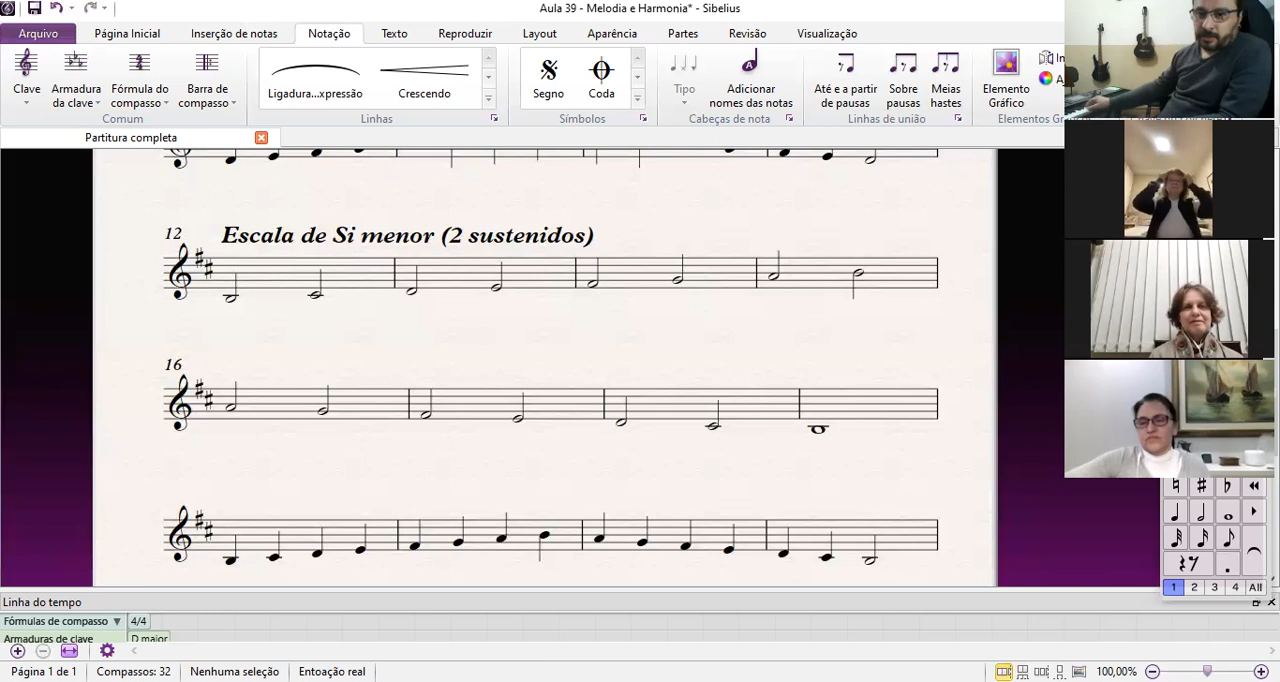 Aula 39 - Melodia e Harmonia* - Sibelius
Arquivo Página Inicial Inserção de notas Notação Texto Reproduzir Layout Aparência Partes Revisão Visualização
Clave Armadura da clave Fórmula do compasso Barra de compasso
Comum
Ligadura...xpressão Crescendo
Linhas
Segno Coda
Símbolos
Tipo Adicionar nomes das notas
Cabeças de nota
Até e a partir de pausas Sobre pausas Meias hastes
Linhas de união
Elemento Gráfico
Partitura completa
12 Escala de Si menor (2 sustenidos)
16
1 2 3 4 All
Linha do tempo
Fórmulas de compasso 4/4
Armaduras de clave D maior
Página 1 de 1 Compassos: 32 Nenhuma seleção Entoação real 100,00%